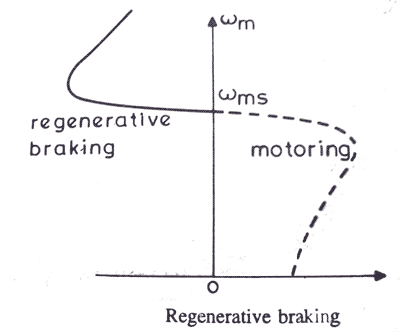 ωm
ωms
regenerative
braking
motoring
0
Regenerative braking